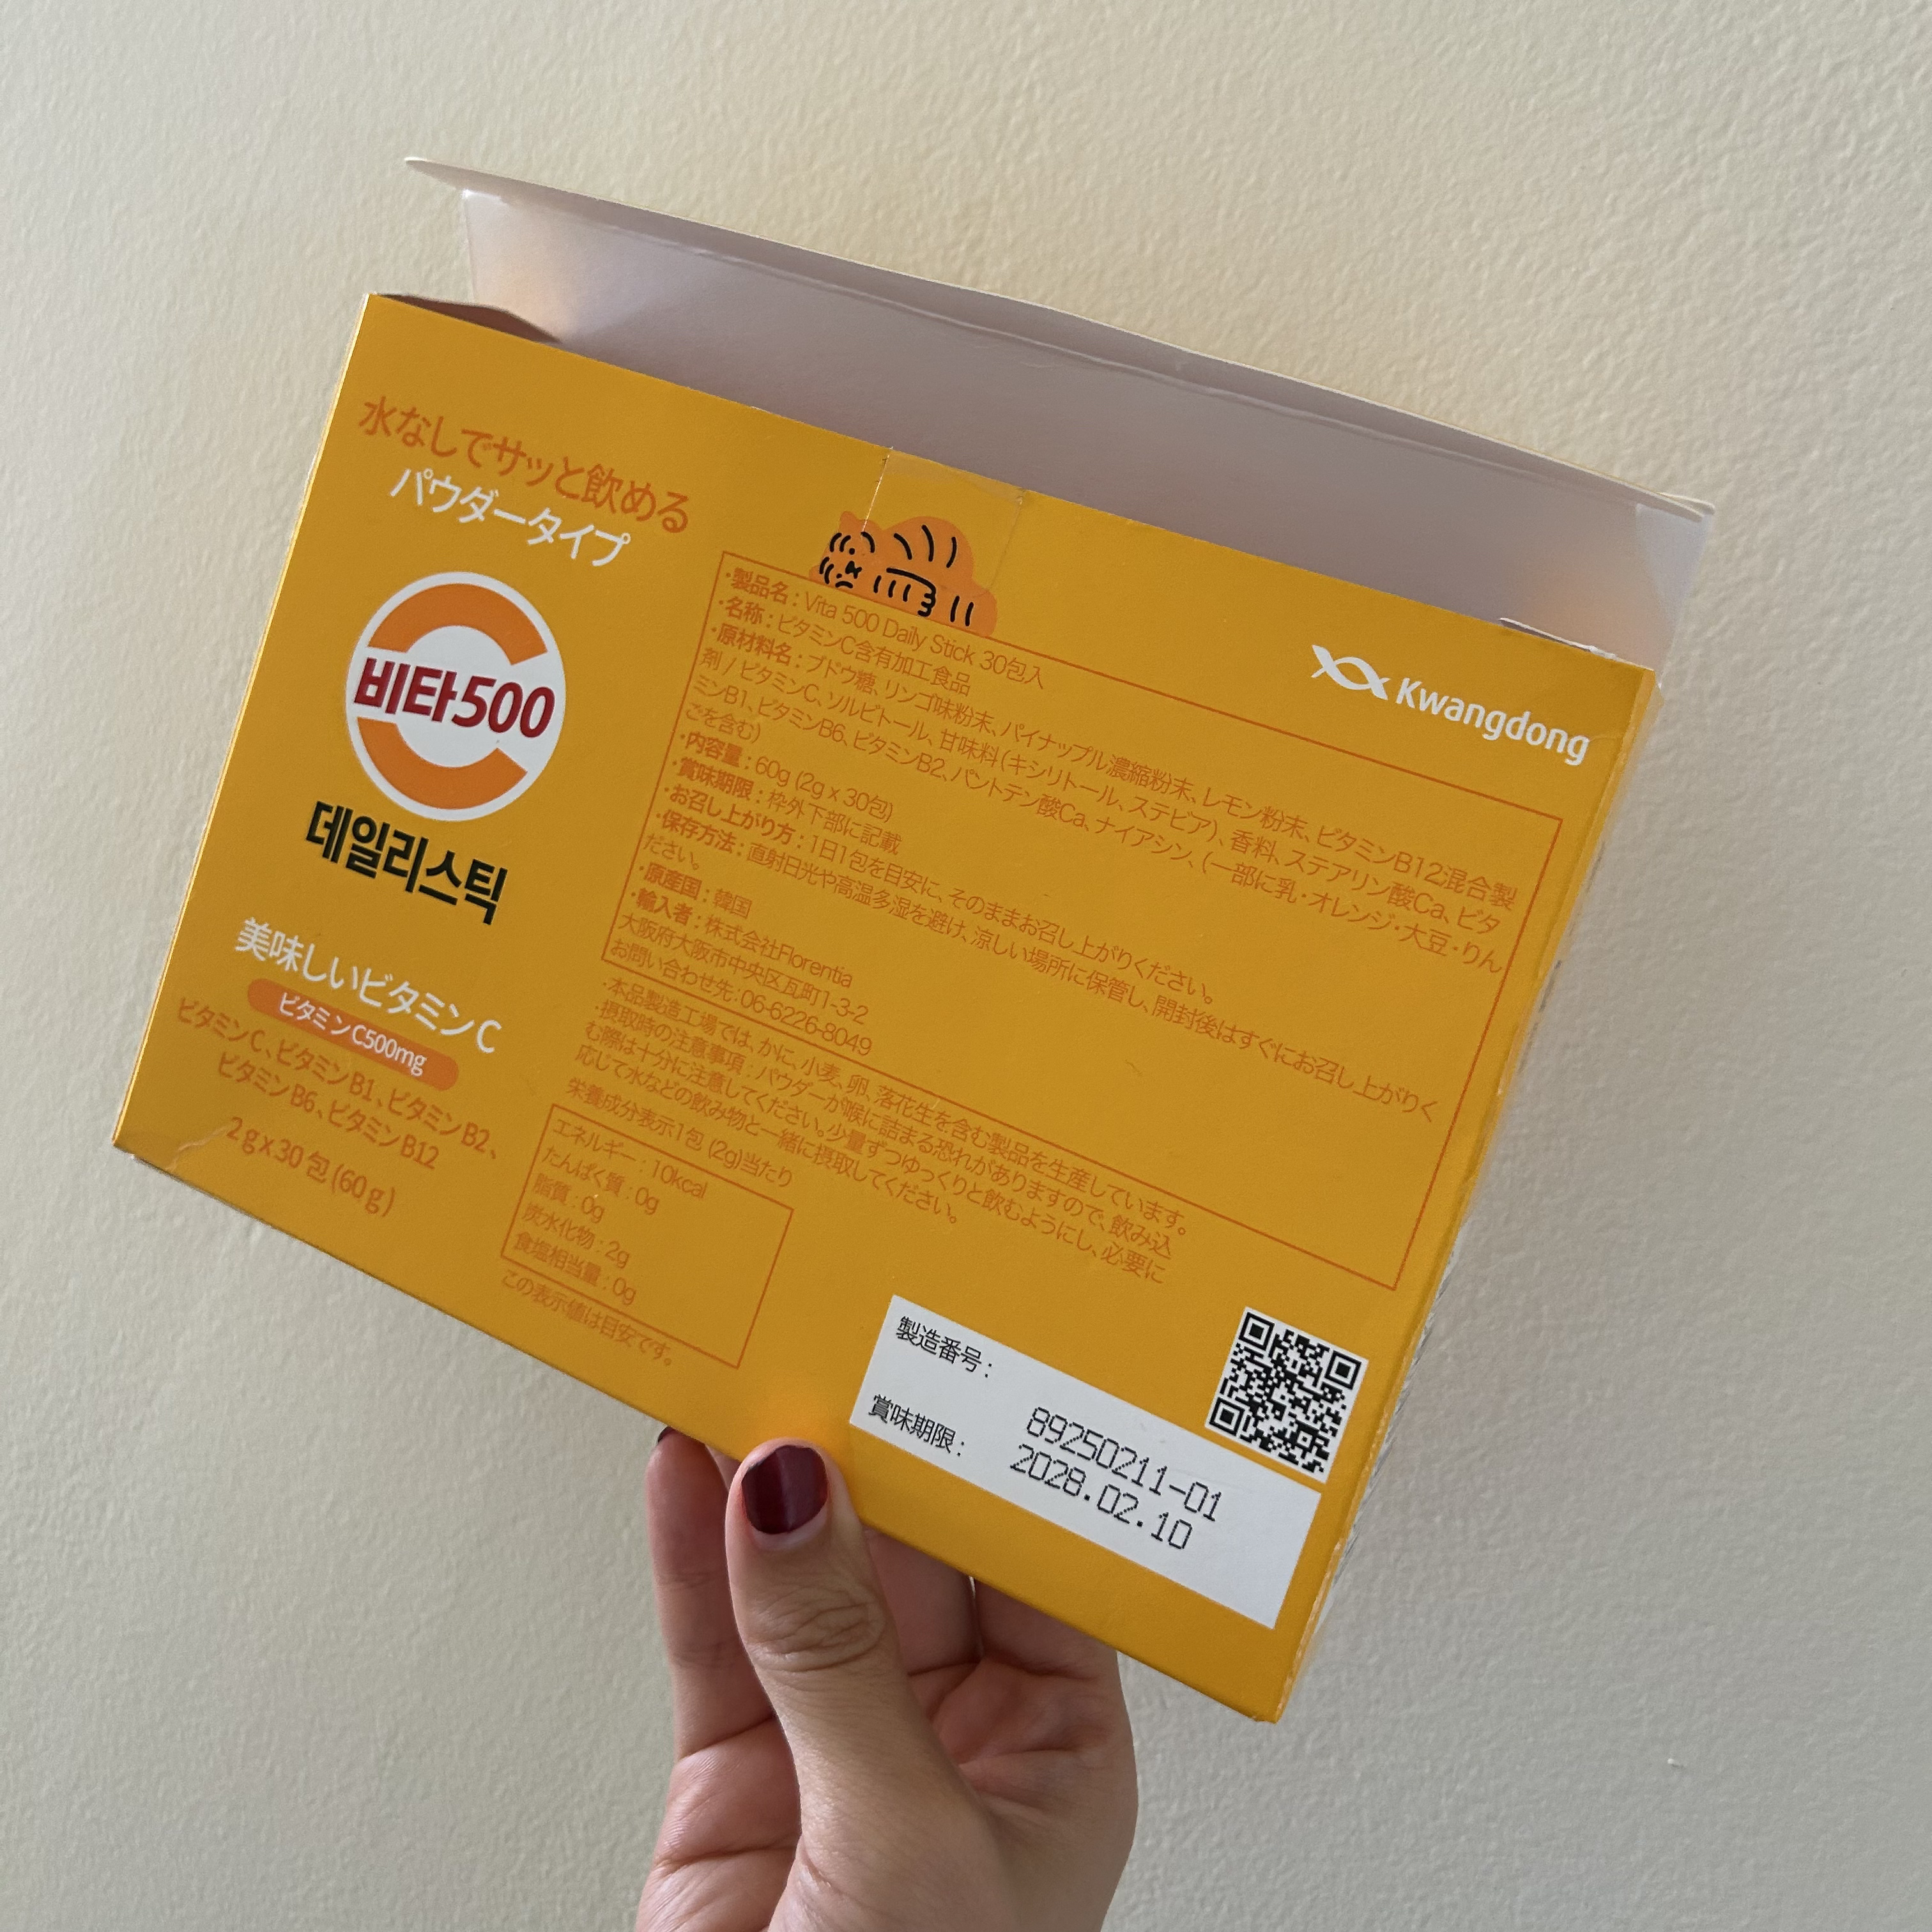 水なしでサッと飲める
パウダータイプ
비타500
데일리스틱
美味しいビタミンC
ビタミンC500mg
ビタミンC、ビタミンB1、ビタミンB2、
ビタミンB6、ビタミンB12
2g x 30 包 (60g)
Kwangdong
・製品名 : Vita 500 Daily Stick 30包入
・名称 : ビタミンC含有加工食品
・原材料名 : ブドウ糖、リンゴ味粉末、パイナップル濃縮粉末、レモン粉末、ビタミンB12混合製
剤 / ビタミンC、ソルビトール、甘味料 (キシリトール、ステビア)、香料、ステアリン酸Ca、ビタ
ミンB1、ビタミンB6、ビタミンB2、パントテン酸Ca、ナイアシン、(一部に乳・オレンジ・大豆・りん
ごを含む)
・内容量 : 60g (2g x 30包)
・賞味期限 : 枠外下部に記載
・お召し上がり方 : 1日1包を目安に、そのままお召し上がりください。
・保存方法 : 直射日光や高温多湿を避け、涼しい場所に保管し、開封後はすぐにお召し上がりく
ださい。
・原産国 : 韓国
・輸入者 : 株式会社Florentia
大阪府大阪市中央区瓦町1-3-2
お問い合わせ先 : 06-6226-8049
・本品製造工場では、かに、小麦、卵、落花生を含む製品を生産しています。
・摂取時の注意事項 : パウダーが喉に詰まる恐れがありますので、飲み込
む際は十分に注意してください。少量ずつゆっくりと飲むようにし、必要に
応じて水などの飲み物と一緒に摂取してください。
栄養成分表示1包 (2g)当たり
エネルギー : 10kcal
たんぱく質 : 0g
脂質 : 0g
炭水化物 : 2g
食塩相当量 : 0g
この表示値は目安です。
製造番号 :
89250211-01
賞味期限 :
2028.02.10